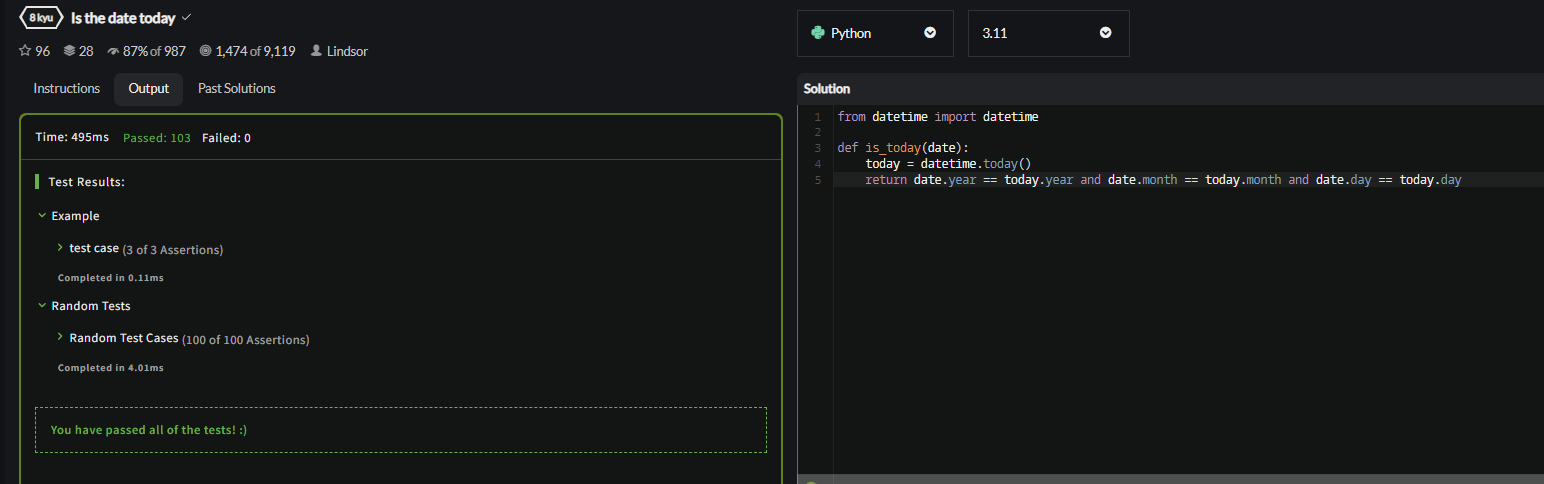 8 kyu Is the date today
96 28 87% of 987 1,474 of 9,119 Lindsor
Instructions Output Past Solutions
Time: 495ms Passed: 103 Failed: 0
Test Results:
Example
test case (3 of 3 Assertions)
Completed in 0.11ms
Random Tests
Random Test Cases (100 of 100 Assertions)
Completed in 4.01ms
You have passed all of the tests! :)
Python 3.11
Solution
1 from datetime import datetime
2
3 def is_today(date):
4 today = datetime.today()
5 return date.year == today.year and date.month == today.month and date.day == today.day